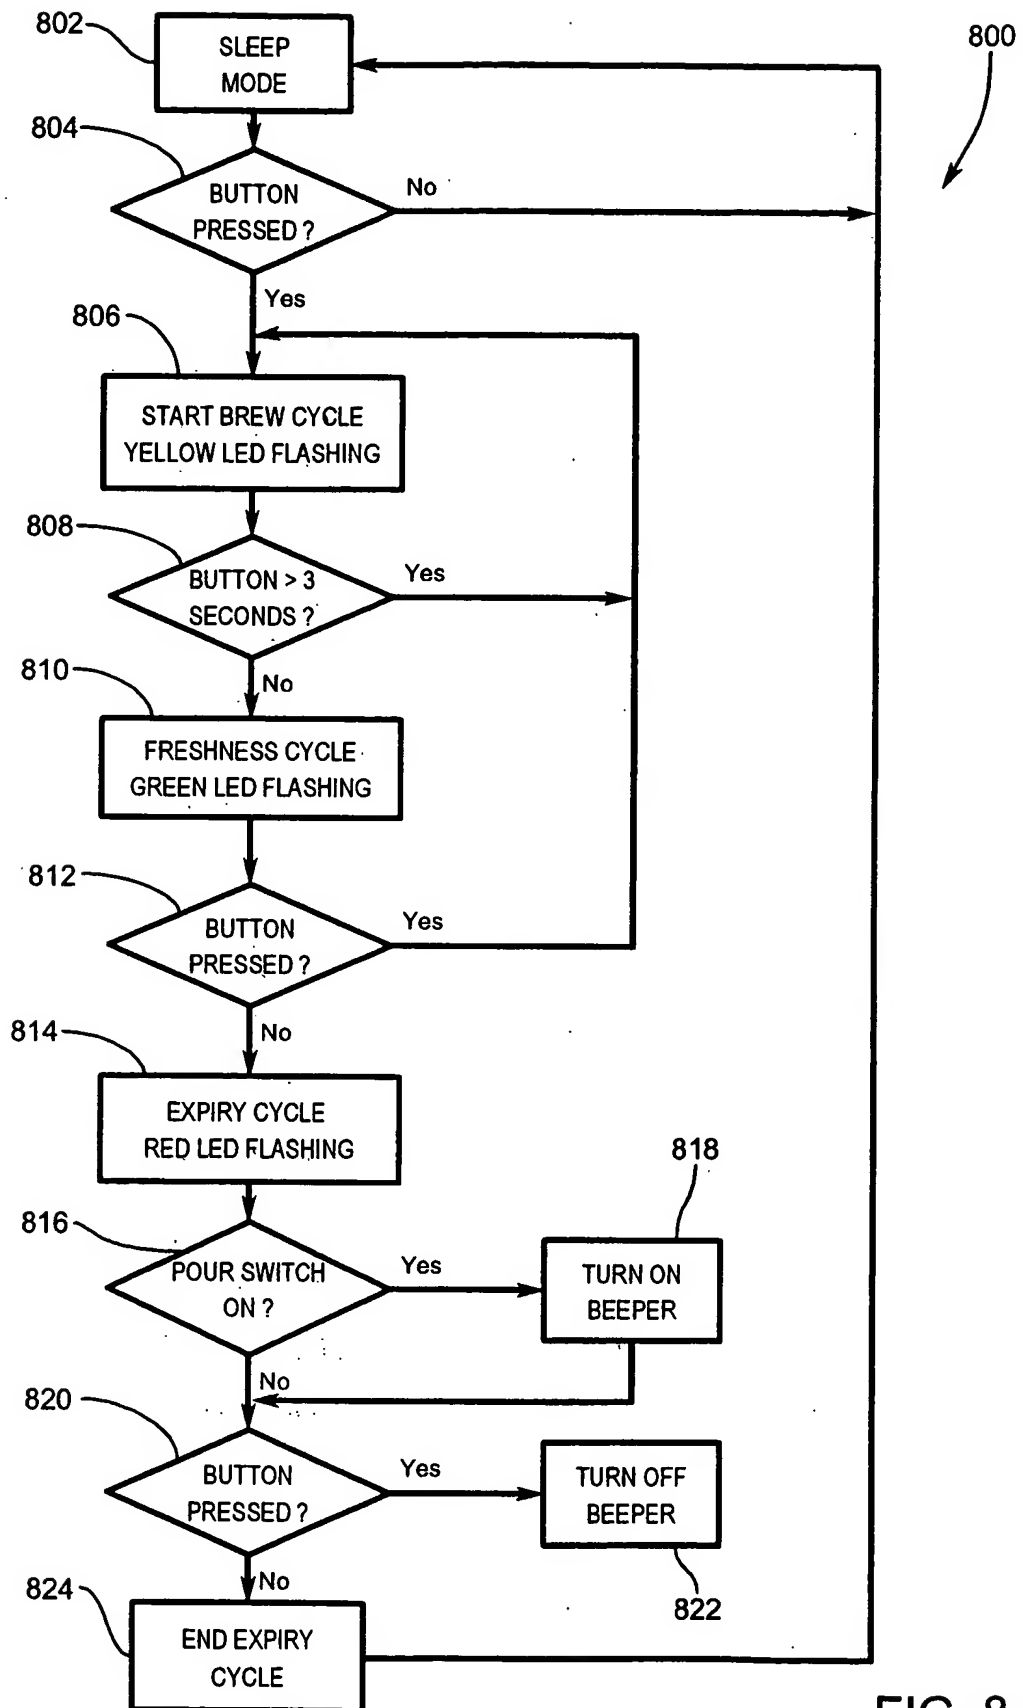 802
SLEEP
MODE
800
804
BUTTON
PRESSED ?
No
Yes
806
START BREW CYCLE
YELLOW LED FLASHING
808
BUTTON > 3
SECONDS ?
Yes
No
810
FRESHNESS CYCLE
GREEN LED FLASHING
812
BUTTON
PRESSED ?
Yes
No
814
EXPIRY CYCLE
RED LED FLASHING
816
POUR SWITCH
ON ?
Yes
818
TURN ON
BEEPER
No
820
BUTTON
PRESSED ?
Yes
TURN OFF
BEEPER
822
No
824
END EXPIRY
CYCLE
FIG. 8